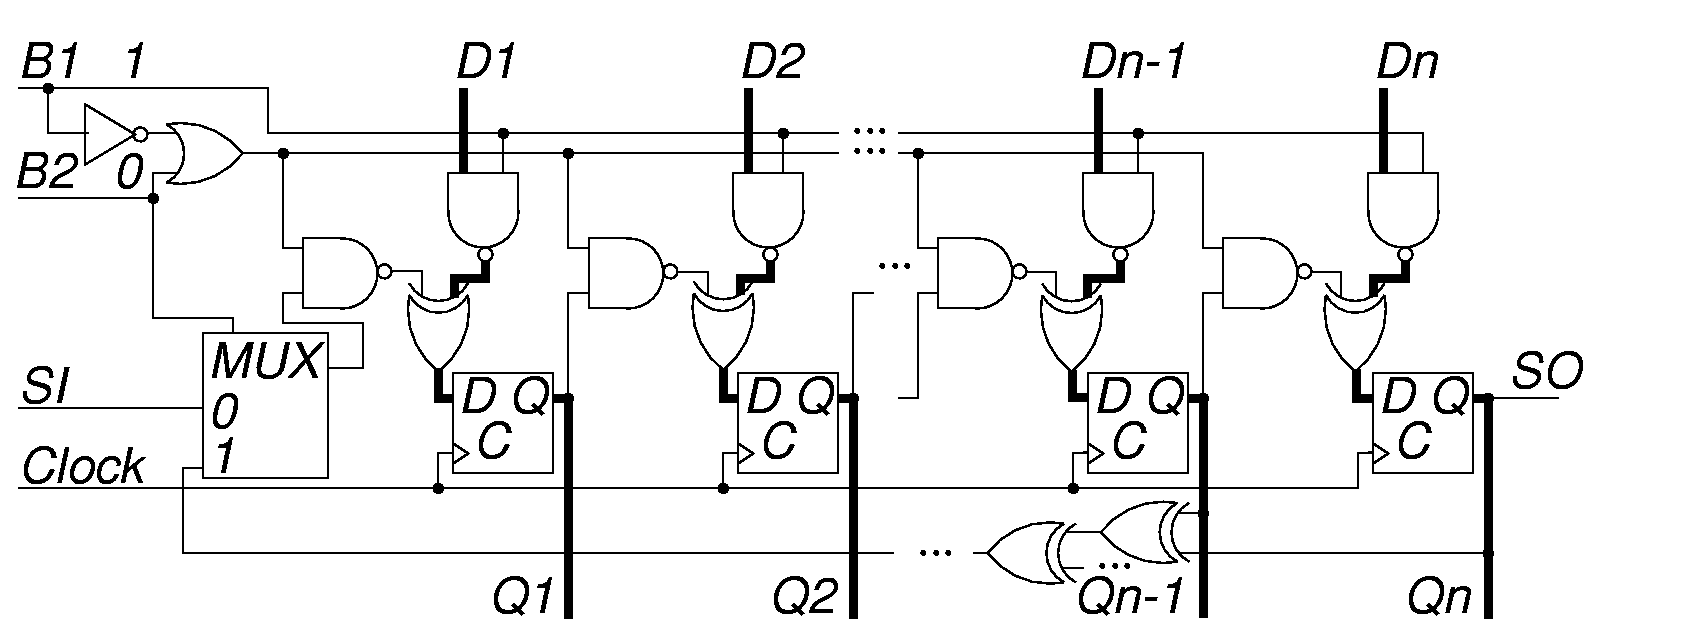 B1 1 D1 D2 Dn-1 Dn
...
...
B2 0
...
MUX
SI 0 D Q D Q D Q D Q SO
C C C C
1
Clock
...
...
Q1 Q2 Qn-1 Qn